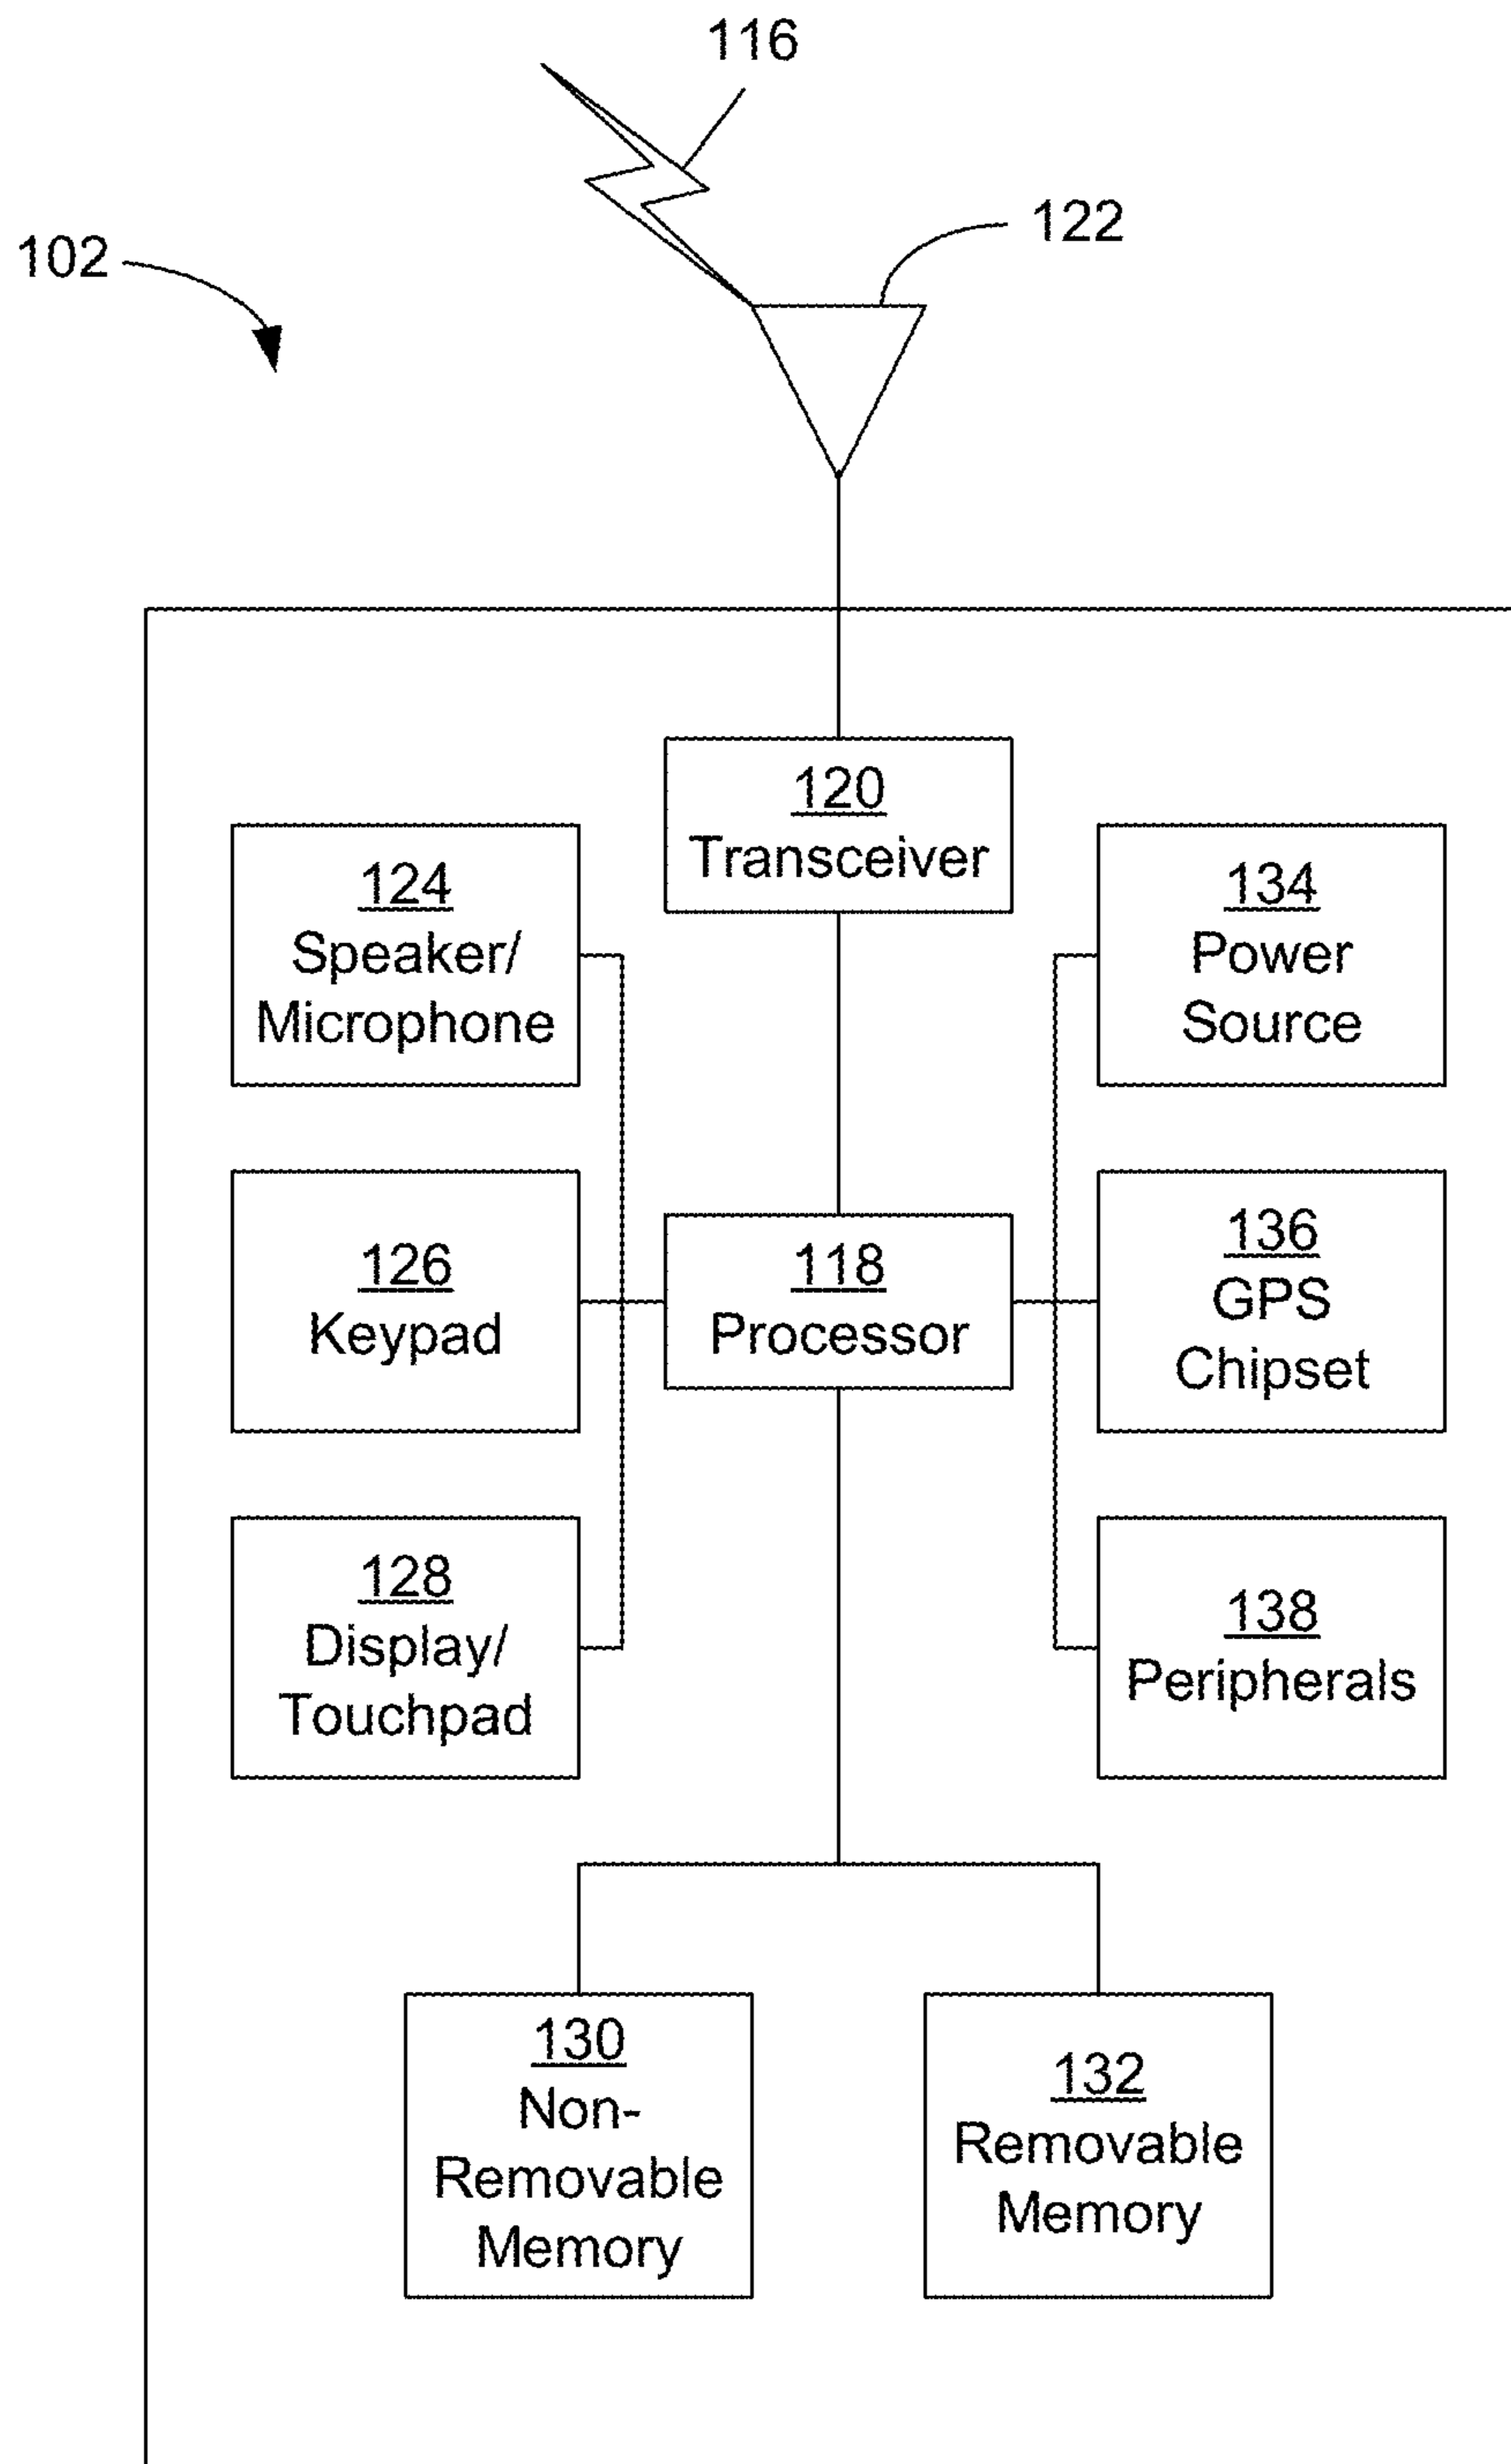 116
122
102
120
Transceiver
124
Speaker/
Microphone
134
Power
Source
126
Keypad
118
Processor
136
GPS
Chipset
128
Display/
Touchpad
138
Peripherals
130
Non-
Removable
Memory
132
Removable
Memory